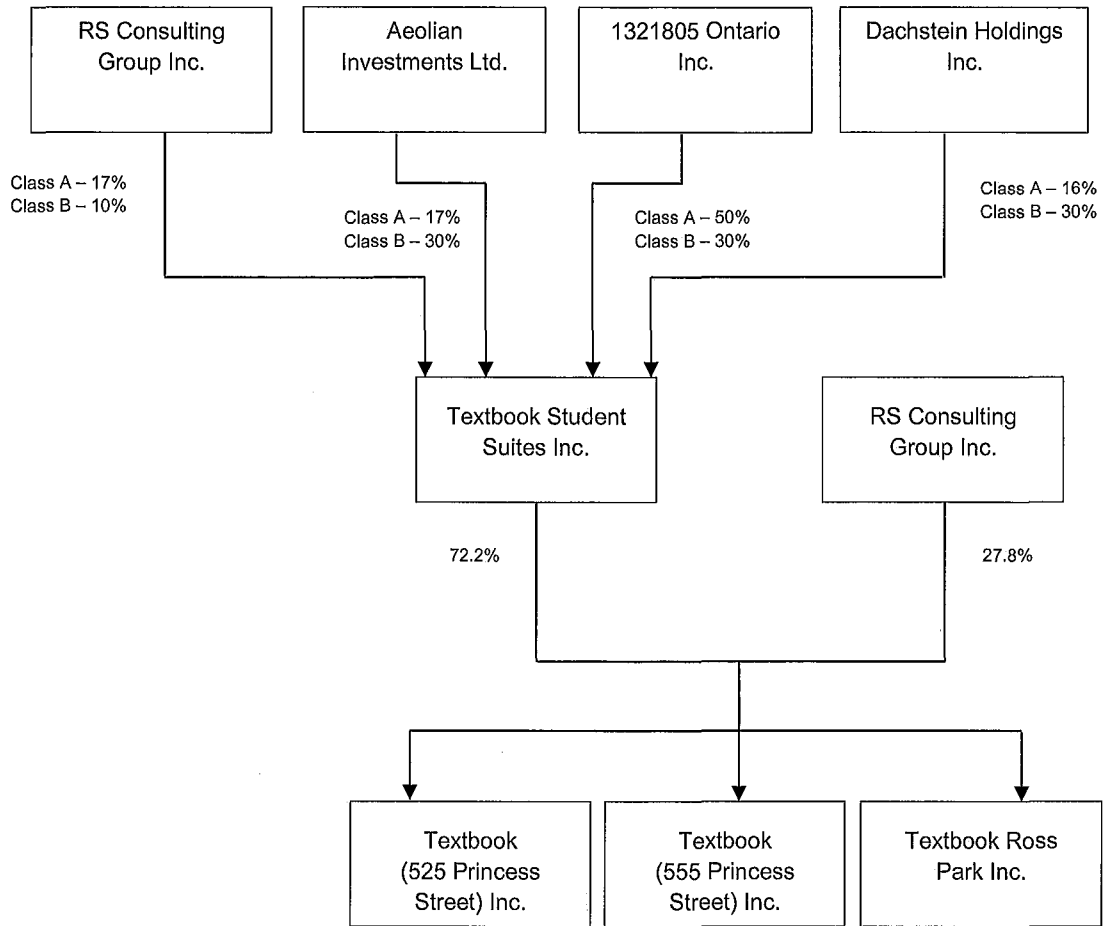 RS Consulting
Group Inc.
Aeolian
Investments Ltd.
1321805 Ontario
Inc.
Dachstein Holdings
Inc.
Class A – 17%
Class B – 10%
Class A – 17%
Class B – 30%
Class A – 50%
Class B – 30%
Class A – 16%
Class B – 30%
Textbook Student
Suites Inc.
RS Consulting
Group Inc.
72.2%
27.8%
Textbook
(525 Princess
Street) Inc.
Textbook
(555 Princess
Street) Inc.
Textbook Ross
Park Inc.